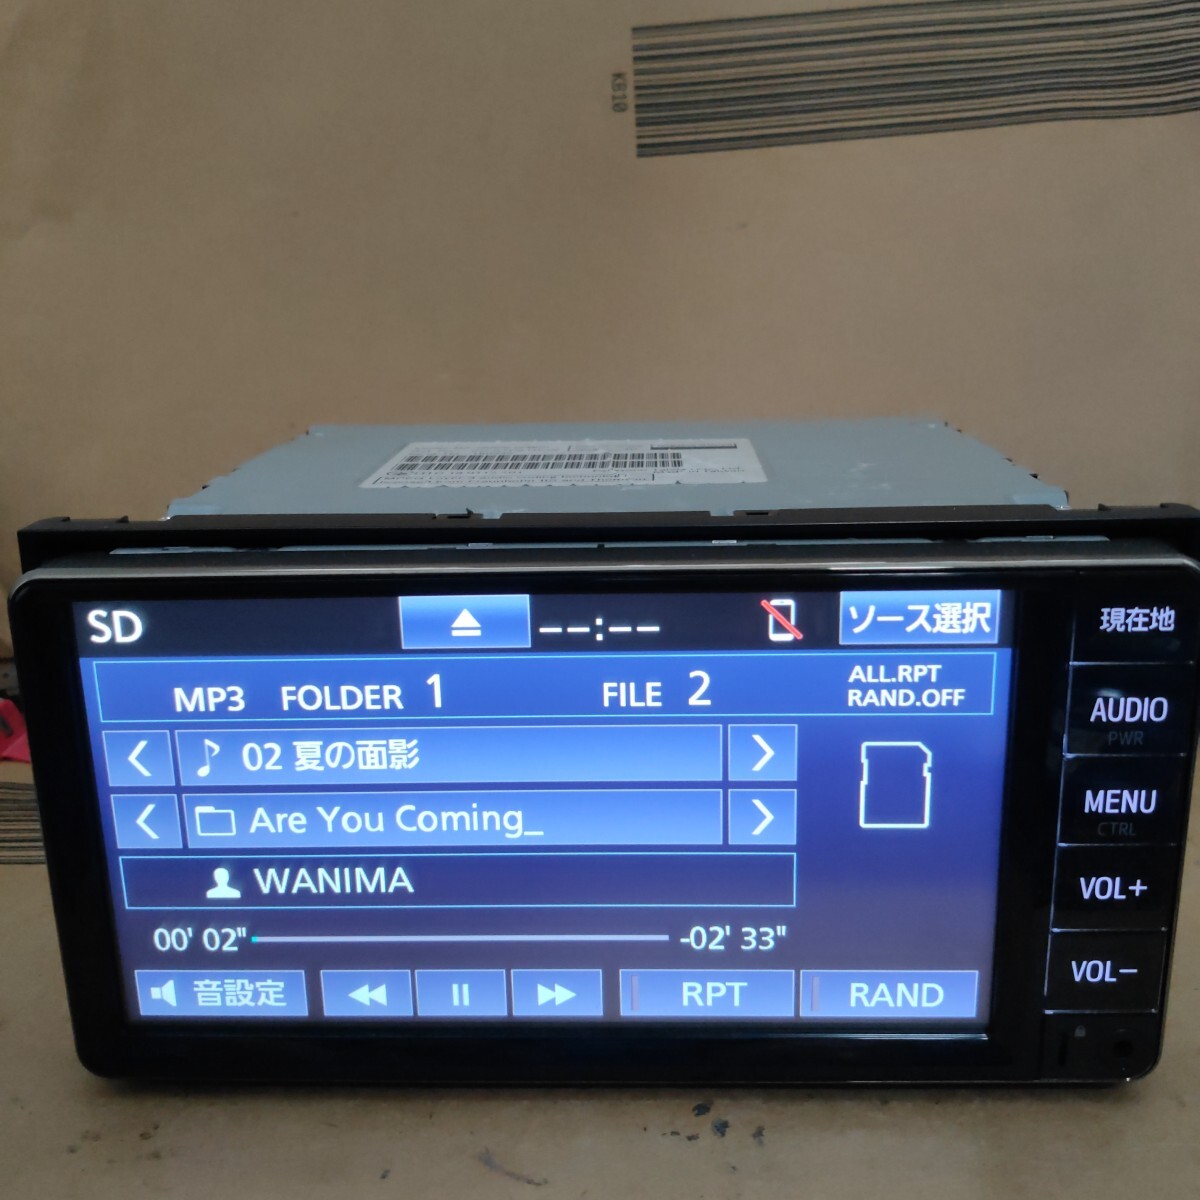 KB10
SD
--:--
ソース選択
MP3 FOLDER 1 FILE 2
ALL.RPT
RAND.OFF
02 夏の面影
Are You Coming_
WANIMA
00' 02"
-02' 33"
音設定
RPT
RAND
現在地
AUDIO
PWR
MENU
CTRL
VOL+
VOL-